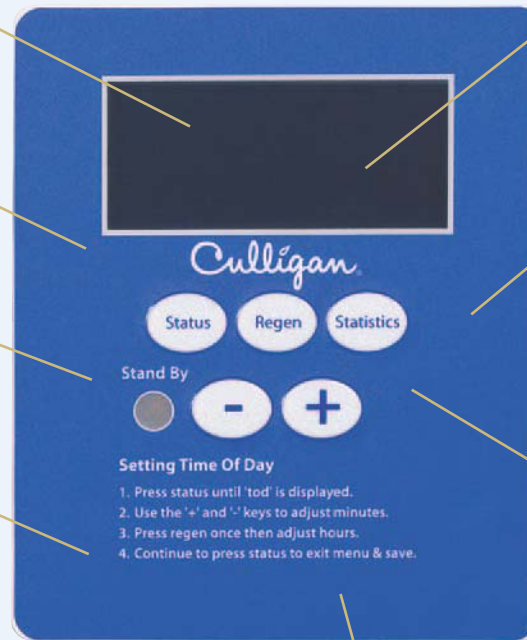 Culligan®
Status Regen Statistics
Stand By
- +
Setting Time Of Day
1. Press status until 'tod' is displayed.
2. Use the '+' and '-' keys to adjust minutes.
3. Press regen once then adjust hours.
4. Continue to press status to exit menu & save.